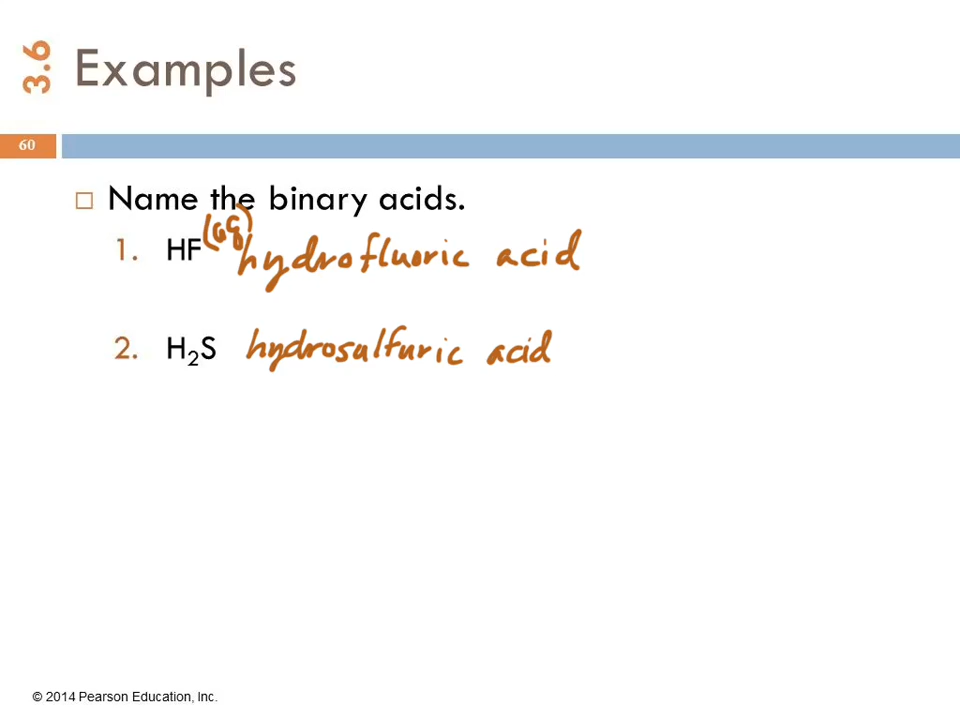 3.6
Examples
60
Name the binary acids.
1. HF (aq) hydrofluoric acid
2. H₂S hydrosulfuric acid
© 2014 Pearson Education, Inc.